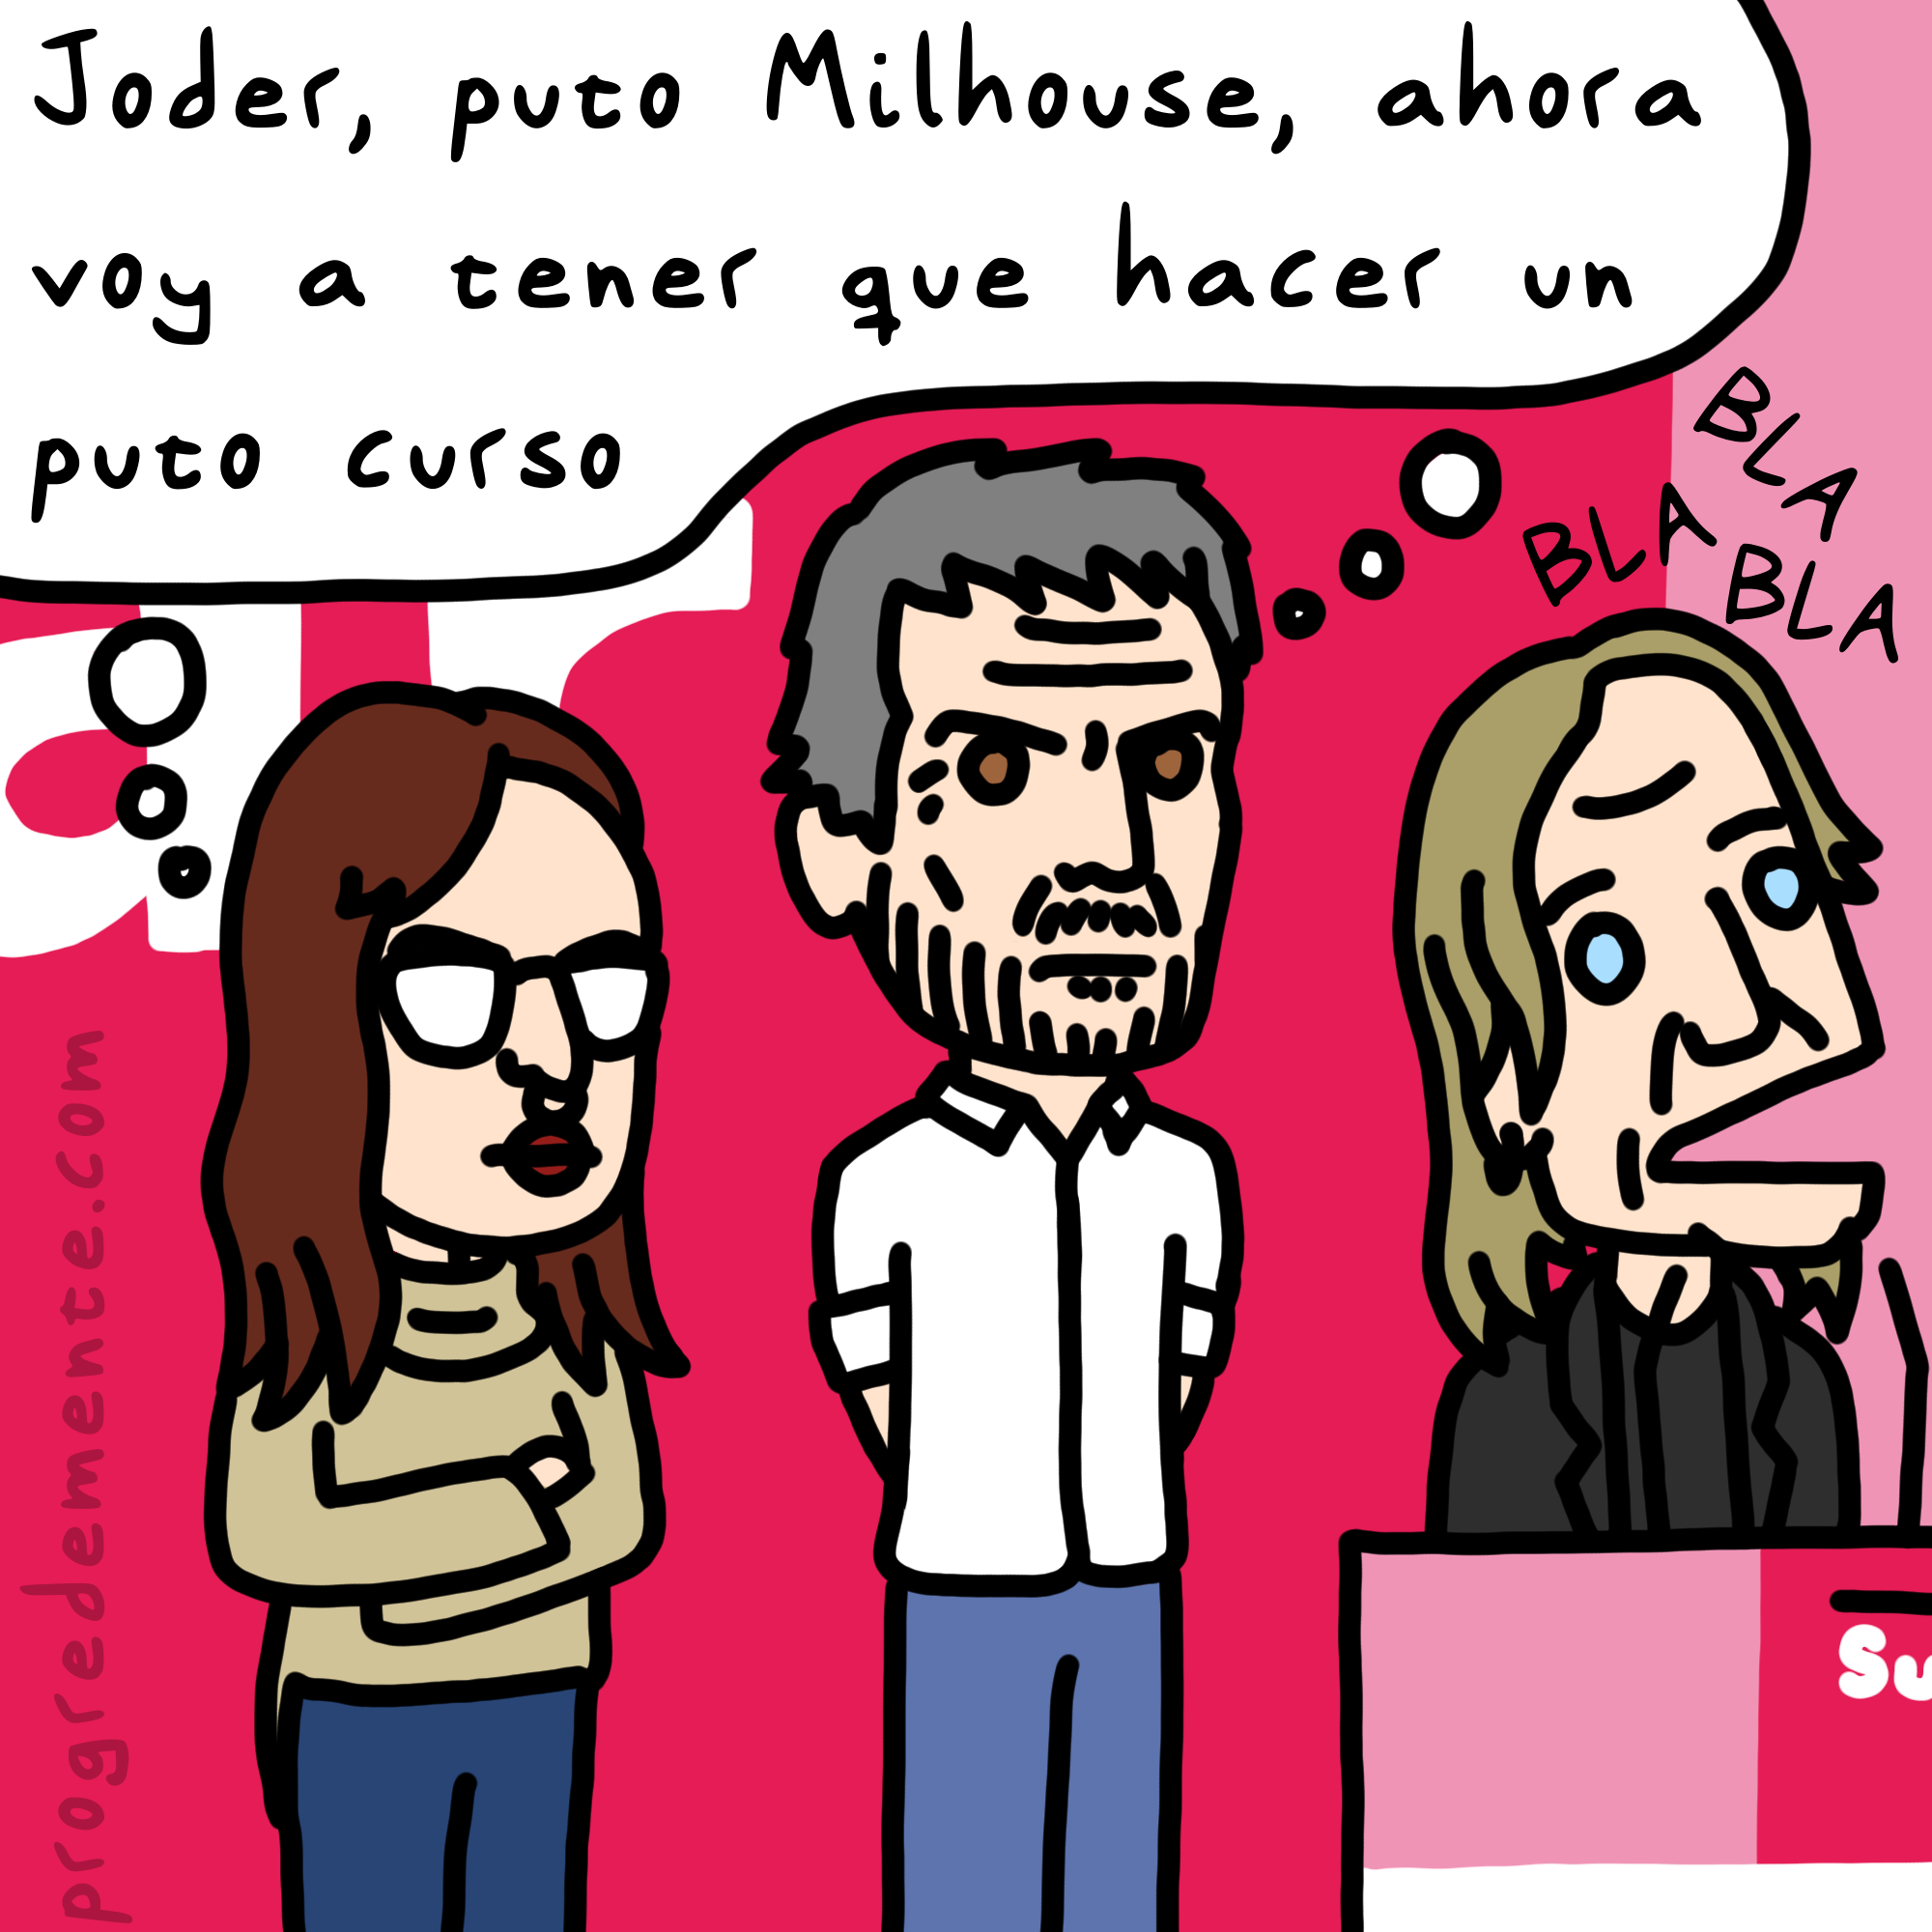 Joder, puto Milhouse, ahora
voy a tener que hacer un
puto curso
BLA
BLA
BLA
progredemente.com
Su